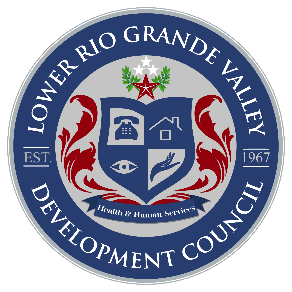 LOWER RIO GRANDE VALLEY
EST. 1967
Health & Human Services
DEVELOPMENT COUNCIL